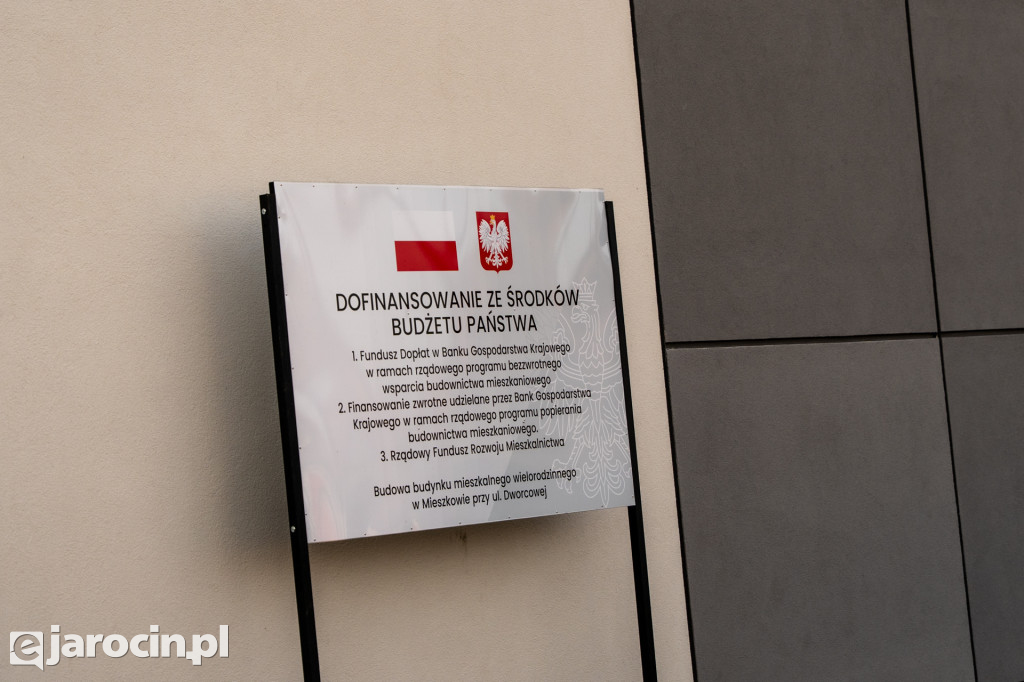 DOFINANSOWANIE ZE ŚRODKÓW
BUDŻETU PAŃSTWA
1. Fundusz Dopłat w Banku Gospodarstwa Krajowego
w ramach rządowego programu bezzwrotnego
wsparcia budownictwa mieszkaniowego
2. Finansowanie zwrotne udzielane przez Bank Gospodarstwa
Krajowego w ramach rządowego programu popierania
budownictwa mieszkaniowego.
3. Rządowy Fundusz Rozwoju Mieszkalnictwa
Budowa budynku mieszkalnego wielorodzinnego
w Mieszkowie przy ul. Dworcowej
ejarocin.pl